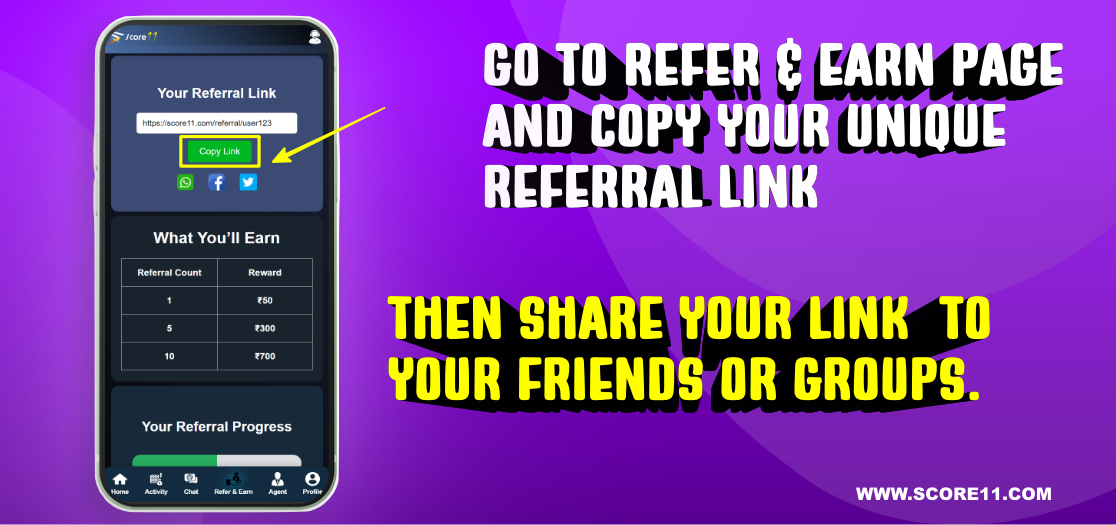 Score11
Your Referral Link
https://score11.com/referral/user123
Copy Link
What You'll Earn
Referral Count Reward
1 ₹50
5 ₹300
10 ₹700
Your Referral Progress
Home Activity Chat Refer & Earn Agent Profile
GO TO REFER & EARN PAGE
AND COPY YOUR UNIQUE
REFERRAL LINK
THEN SHARE YOUR LINK TO
YOUR FRIENDS OR GROUPS.
WWW.SCORE11.COM